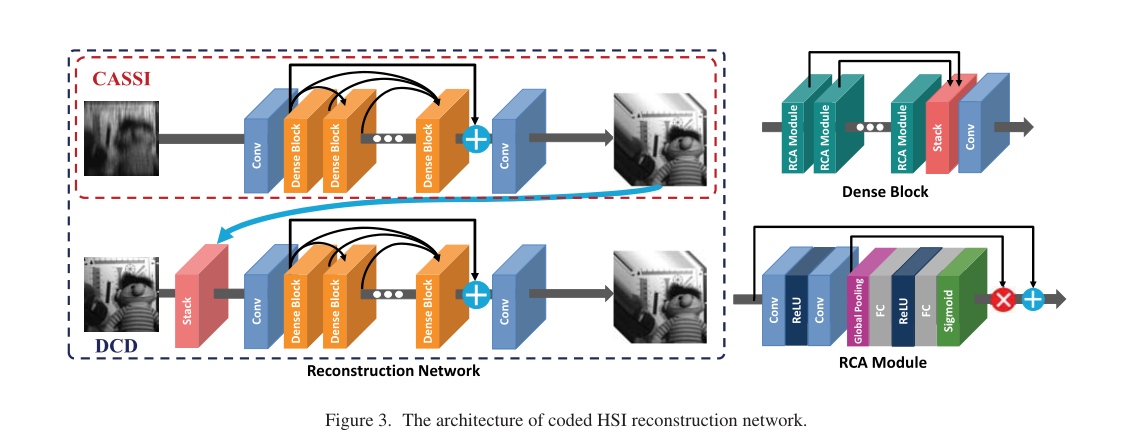 CASSI
Conv
Dense Block
Dense Block
Dense Block
Conv
DCD
Stack
Conv
Dense Block
Dense Block
Dense Block
Conv
Reconstruction Network
RCA Module
RCA Module
RCA Module
Stack
Conv
Dense Block
Conv
ReLU
Conv
Global Pooling
FC
ReLU
FC
Sigmoid
RCA Module
Figure 3. The architecture of coded HSI reconstruction network.